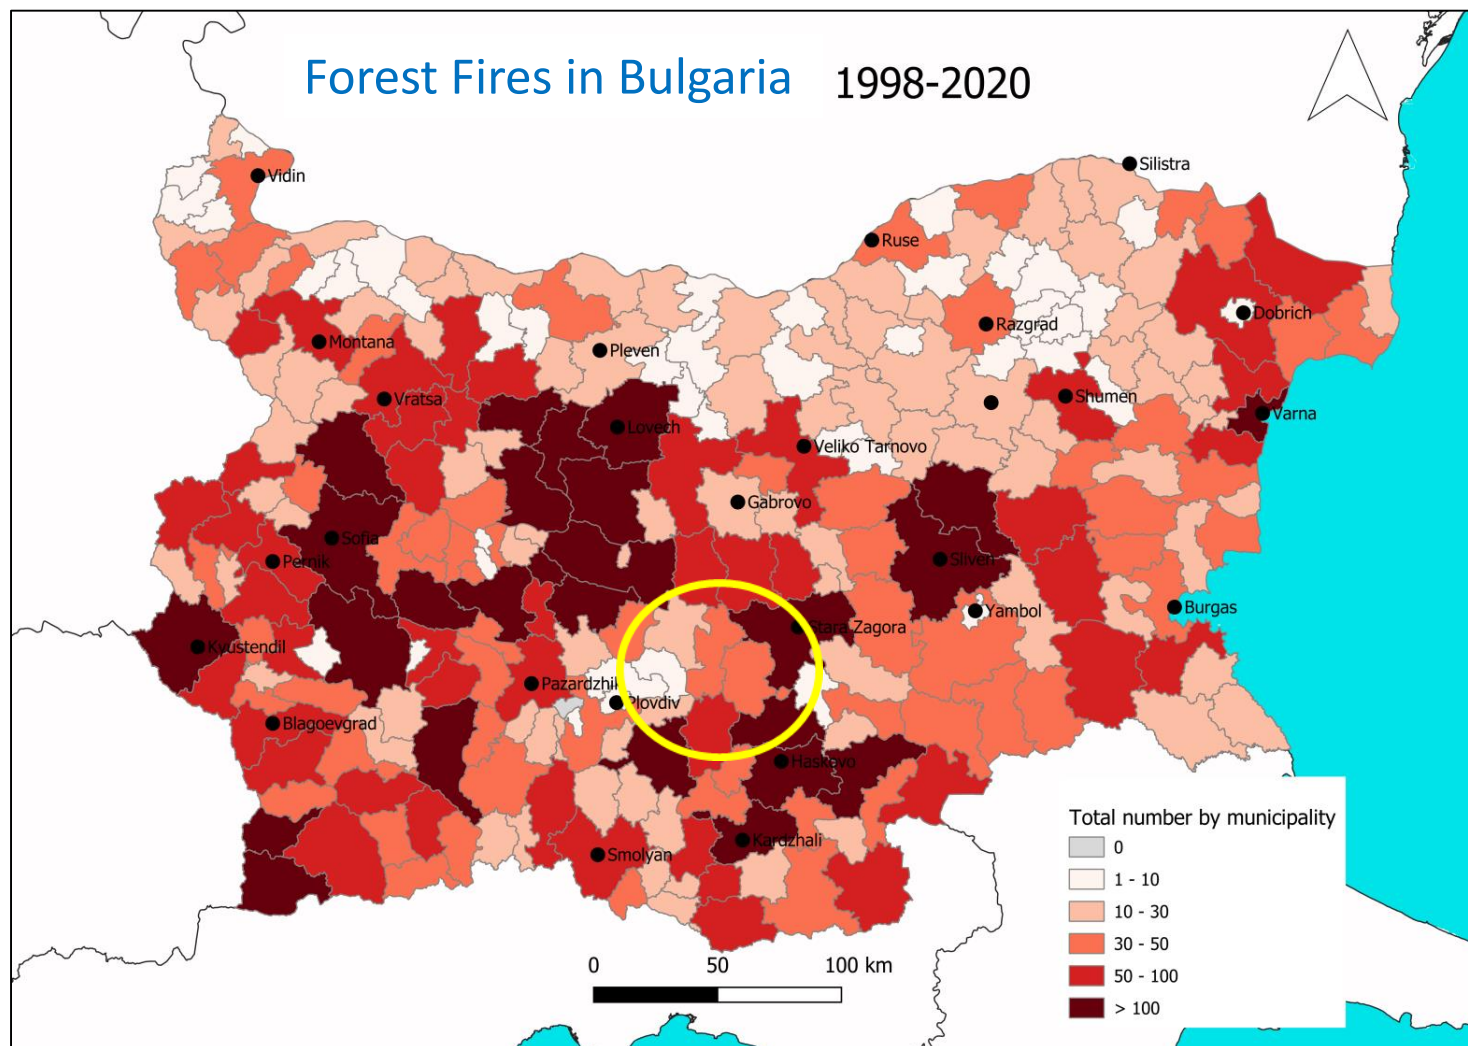 Forest Fires in Bulgaria 1998-2020
Silistra
Vidin
Ruse
Dobrich
Razgrad
Montana
Pleven
Vratsa
Shumen
Varna
Lovech
Veliko Tarnovo
Gabrovo
Sofia
Pernik
Sliven
Burgas
Yambol
Stara Zagora
Kyustendil
Pazardzhik
Plovdiv
Blagoevgrad
Haskovo
Kardzhali
Smolyan
Total number by municipality
0
1 - 10
10 - 30
30 - 50
50 - 100
> 100
0 50 100 km